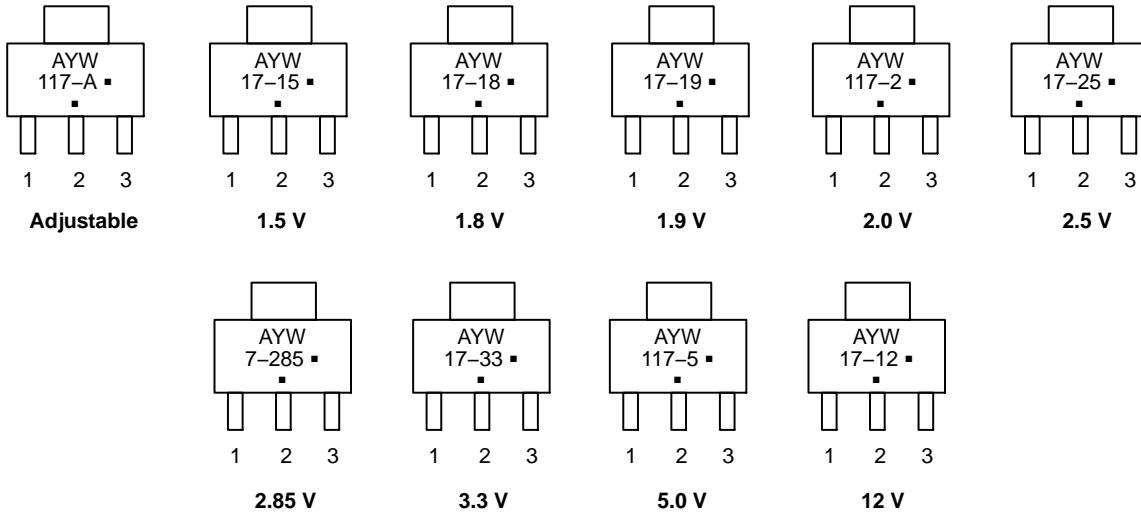 AYW AYW AYW AYW AYW AYW
117–A ▪ 17–15 ▪ 17–18 ▪ 17–19 ▪ 117–2 ▪ 17–25 ▪
▪ ▪ ▪ ▪ ▪ ▪
1 2 3 1 2 3 1 2 3 1 2 3 1 2 3 1 2 3
Adjustable 1.5 V 1.8 V 1.9 V 2.0 V 2.5 V
AYW AYW AYW AYW
7–285 ▪ 17–33 ▪ 117–5 ▪ 17–12 ▪
▪ ▪ ▪ ▪
1 2 3 1 2 3 1 2 3 1 2 3
2.85 V 3.3 V 5.0 V 12 V